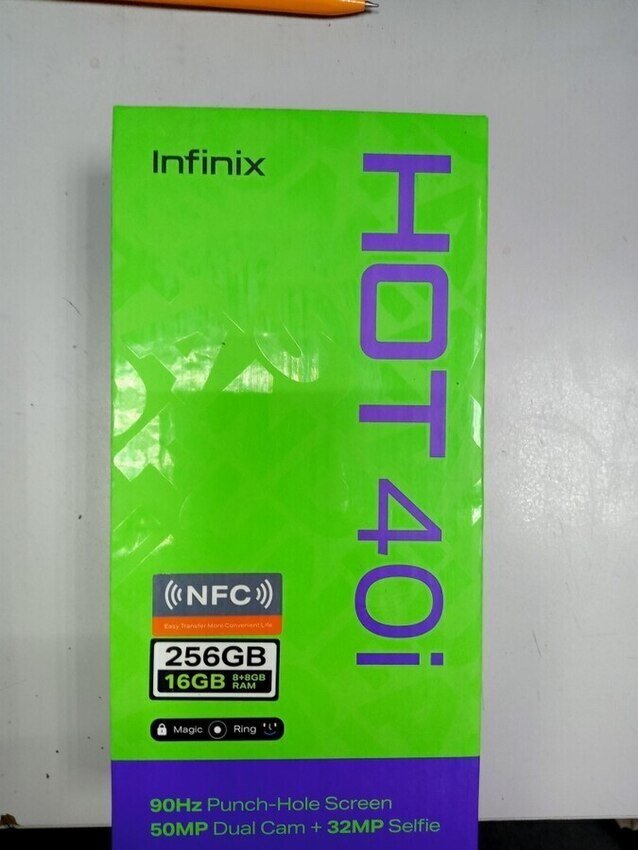 Infinix
HOT 40i
NFC
Easy Transfer More Convenient Life
256GB
16GB 8+8GB RAM
Magic Ring
90Hz Punch-Hole Screen
50MP Dual Cam + 32MP Selfie